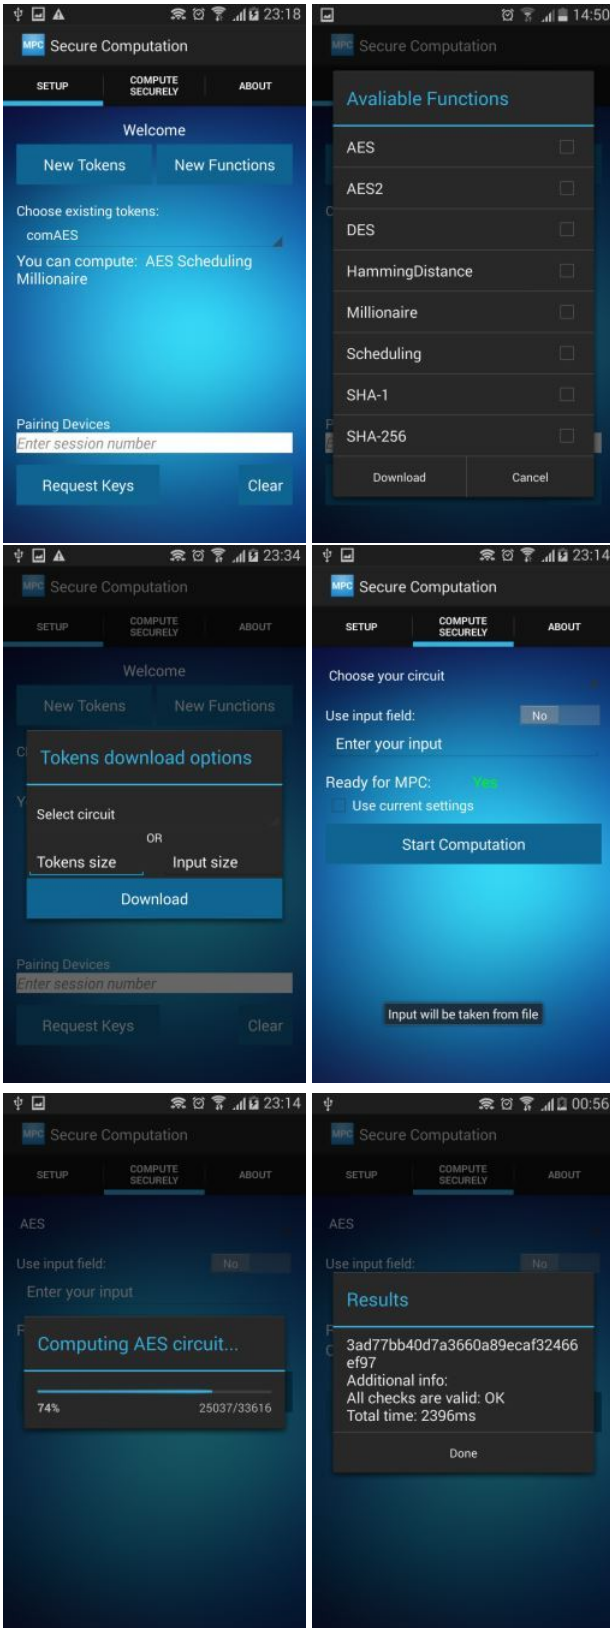 23:18
MPC Secure Computation
SETUP COMPUTE SECURELY ABOUT
Welcome
New Tokens New Functions
Choose existing tokens:
comAES
You can compute: AES Scheduling
Millionaire
Pairing Devices
Enter session number
Request Keys Clear
14:50
MPC Secure Computation
Avaliable Functions
AES
AES2
DES
HammingDistance
Millionaire
Scheduling
SHA-1
SHA-256
Download Cancel
23:34
MPC Secure Computation
SETUP COMPUTE SECURELY ABOUT
Welcome
New Tokens New Functions
Tokens download options
Select circuit
OR
Tokens size Input size
Download
Pairing Devices
Enter session number
Request Keys Clear
23:14
MPC Secure Computation
SETUP COMPUTE SECURELY ABOUT
Choose your circuit
Use input field: No
Enter your input
Ready for MPC: Yes
Use current settings
Start Computation
Input will be taken from file
23:14
MPC Secure Computation
SETUP COMPUTE SECURELY ABOUT
AES
Use input field: No
Enter your input
Computing AES circuit...
74% 25037/33616
00:56
MPC Secure Computation
SETUP COMPUTE SECURELY ABOUT
AES
Use input field: No
Results
3ad77bb40d7a3660a89ecaf32466
ef97
Additional info:
All checks are valid: OK
Total time: 2396ms
Done